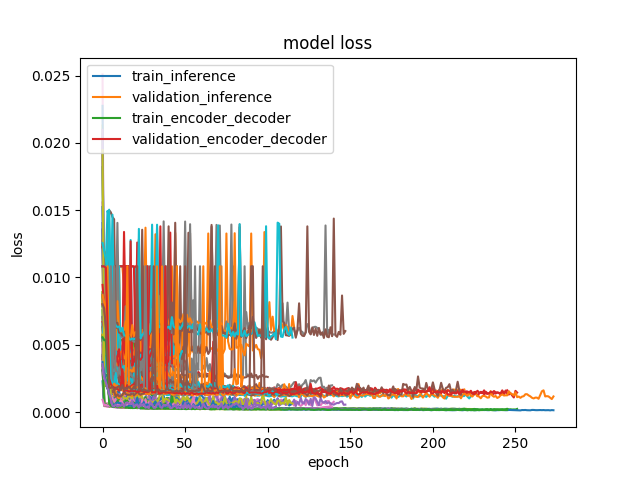 model loss
train_inference
validation_inference
train_encoder_decoder
validation_encoder_decoder
0.025
0.020
0.015
0.010
0.005
0.000
loss
0 50 100 150 200 250
epoch